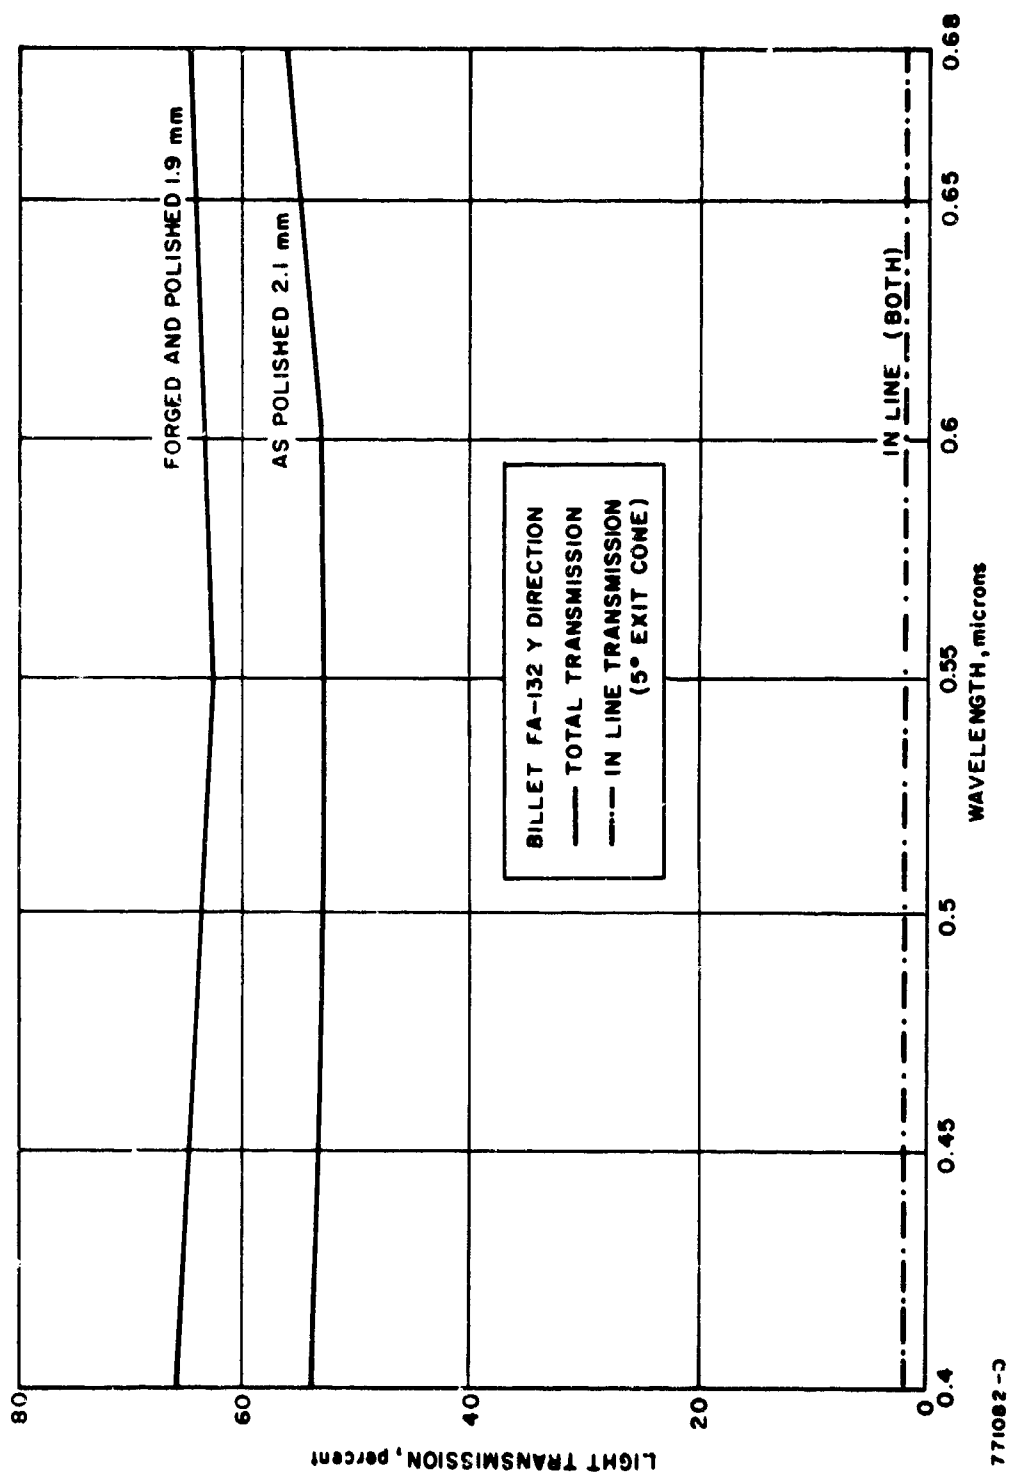 LIGHT TRANSMISSION, percent
80
60
40
20
0
FORGED AND POLISHED 1.9 mm
AS POLISHED 2.1 mm
BILLET FA-132 Y DIRECTION
TOTAL TRANSMISSION
IN LINE TRANSMISSION
(5° EXIT CONE)
IN LINE (BOTH)
0.4
0.45
0.5
0.55
0.6
0.65
0.68
WAVELENGTH, microns